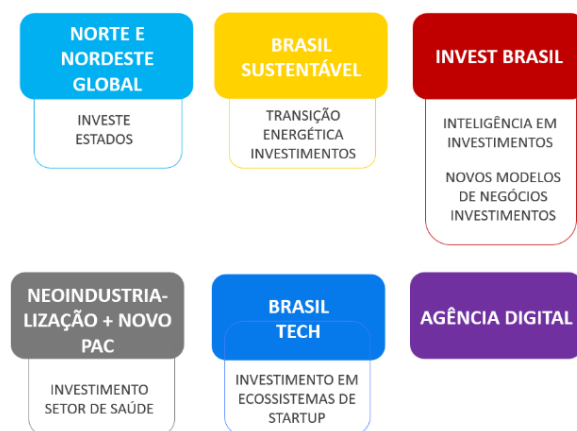 NORTE E
NORDESTE
GLOBAL
INVESTE
ESTADOS
BRASIL
SUSTENTÁVEL
TRANSIÇÃO
ENERGÉTICA
INVESTIMENTOS
INVEST BRASIL
INTELIGÊNCIA EM
INVESTIMENTOS
NOVOS MODELOS
DE NEGÓCIOS
INVESTIMENTOS
NEOINDUSTRIA-
LIZAÇÃO + NOVO
PAC
INVESTIMENTO
SETOR DE SAÚDE
BRASIL
TECH
INVESTIMENTO EM
ECOSSISTEMAS DE
STARTUP
AGÊNCIA DIGITAL